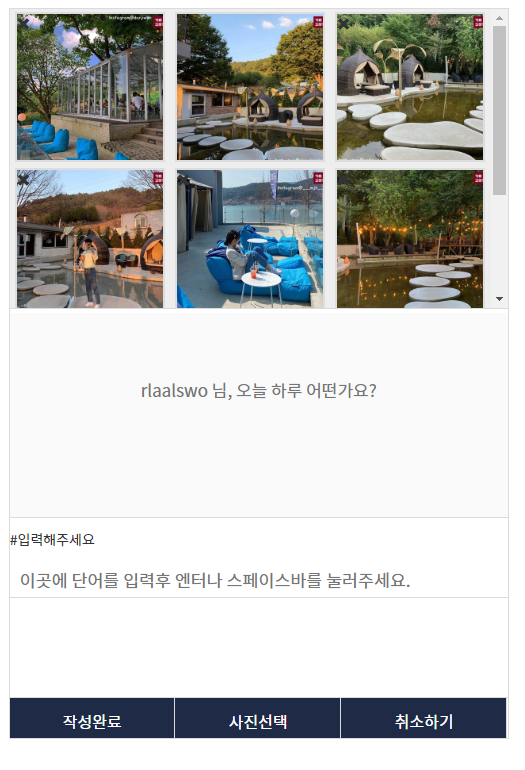 rlaalswo 님, 오늘 하루 어떤가요?
#입력해주세요
이곳에 단어를 입력후 엔터나 스페이스바를 눌러주세요.
작성완료
사진선택
취소하기